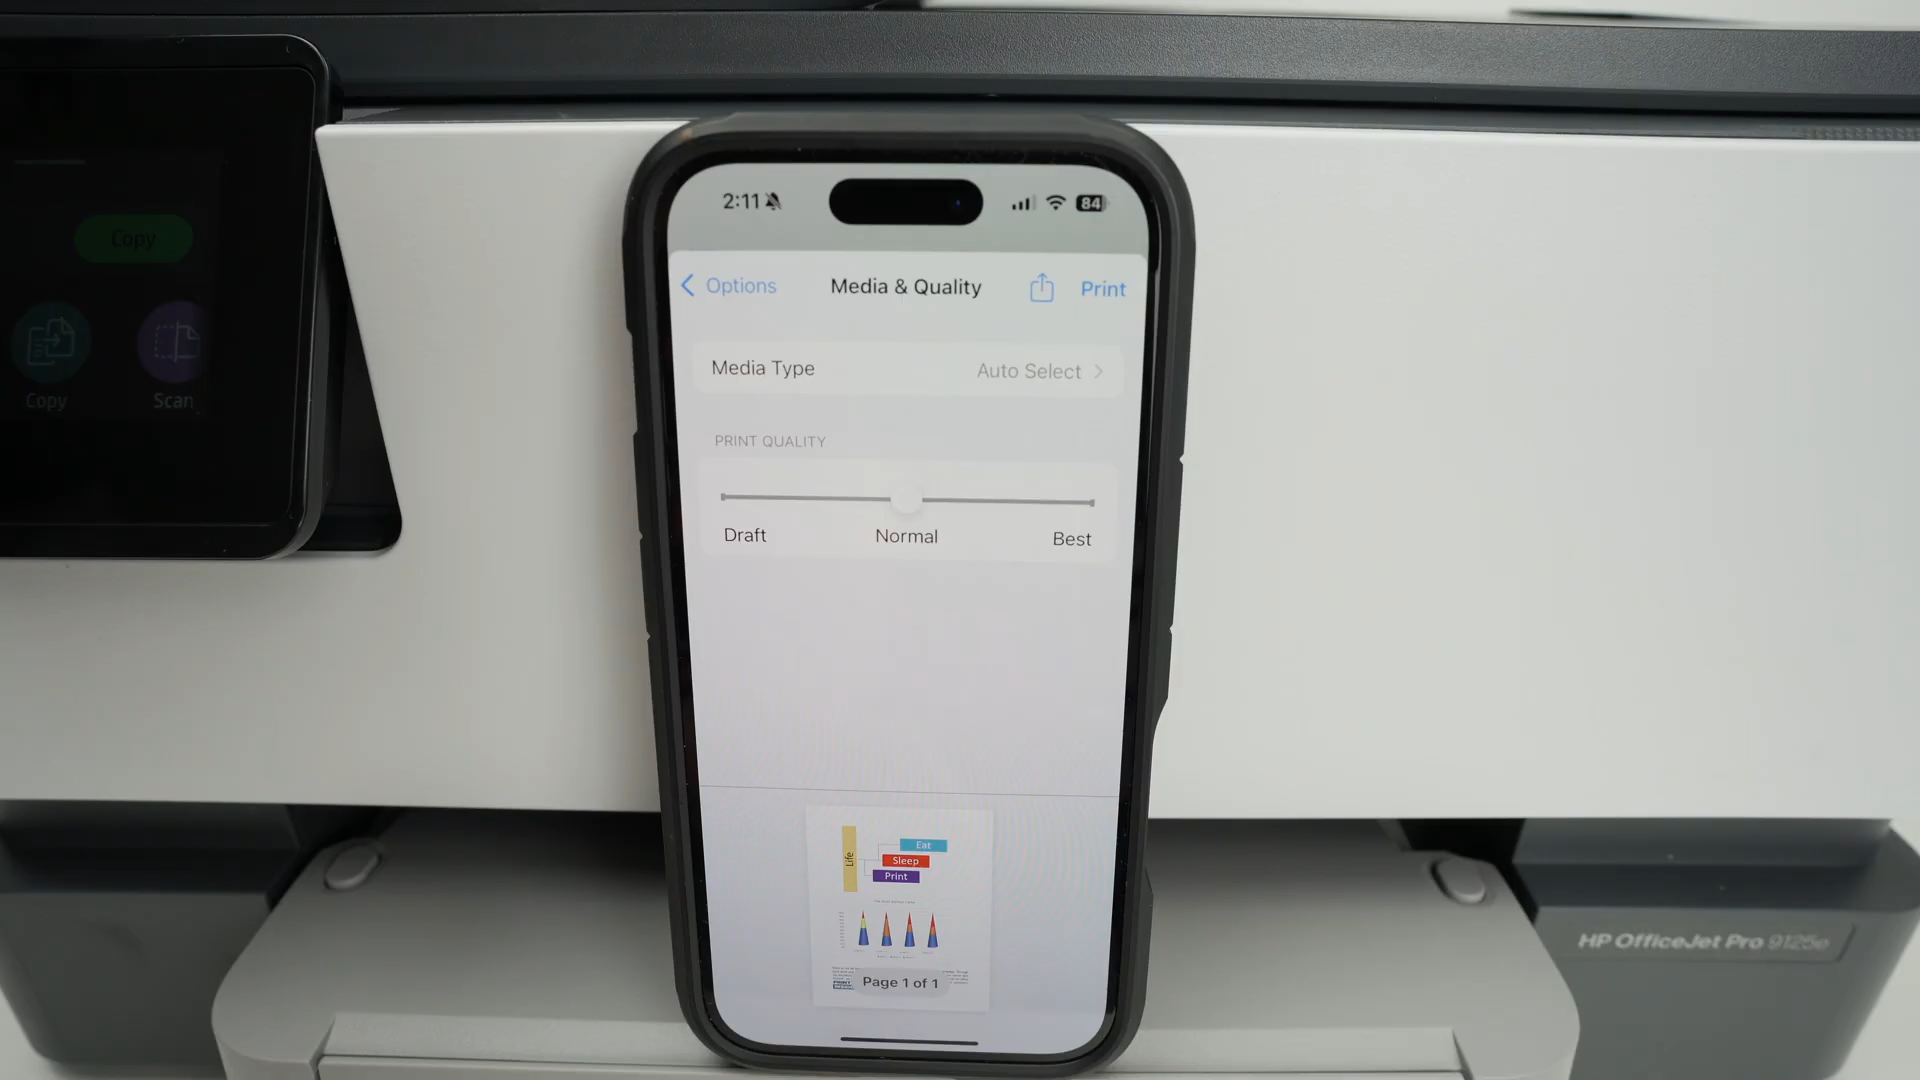 Copy
Copy
Scan
2:11
84
Options
Media & Quality
Print
Media Type
Auto Select
PRINT QUALITY
Draft
Normal
Best
Life
Eat
Sleep
Print
Page 1 of 1
HP OfficeJet Pro 9125e